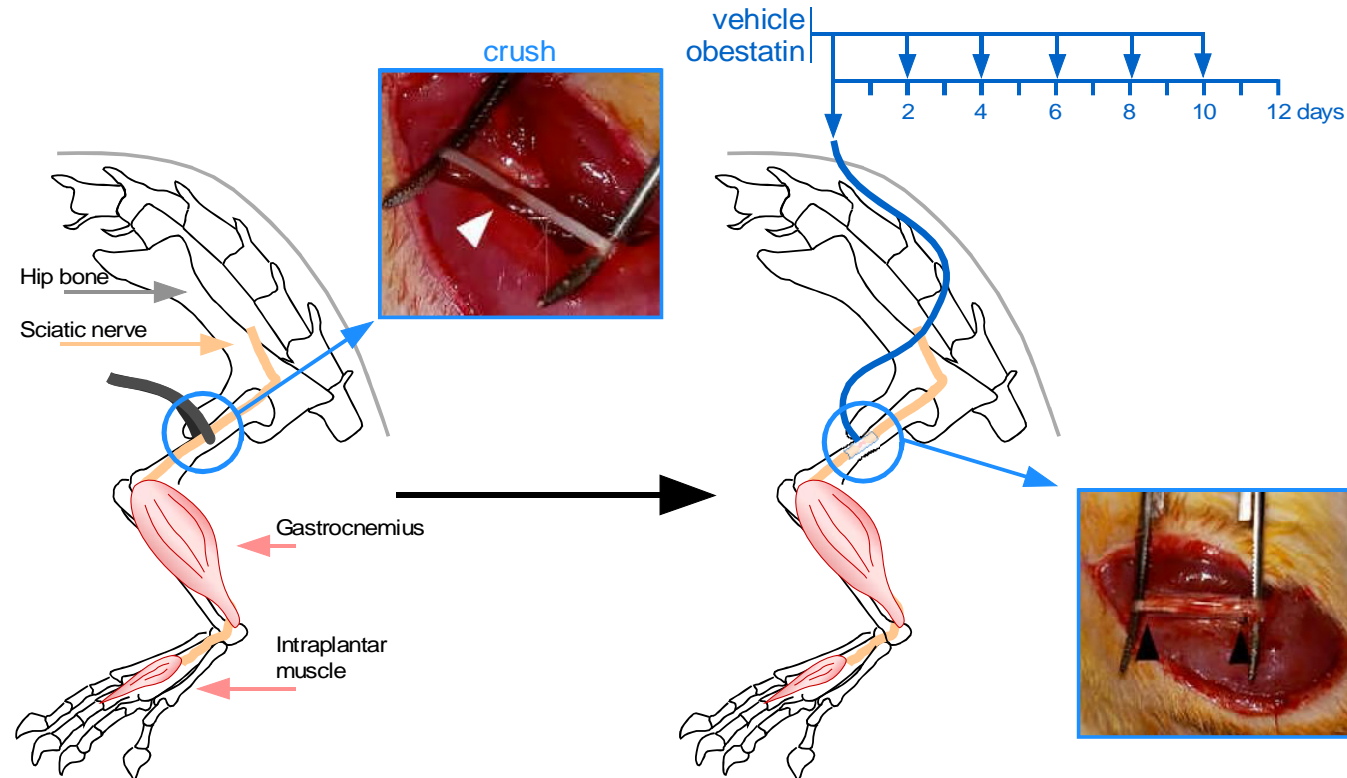 vehicle
obestatin
crush
2 4 6 8 10 12 days
Hip bone
Sciatic nerve
Gastrocnemius
Intraplantar
muscle